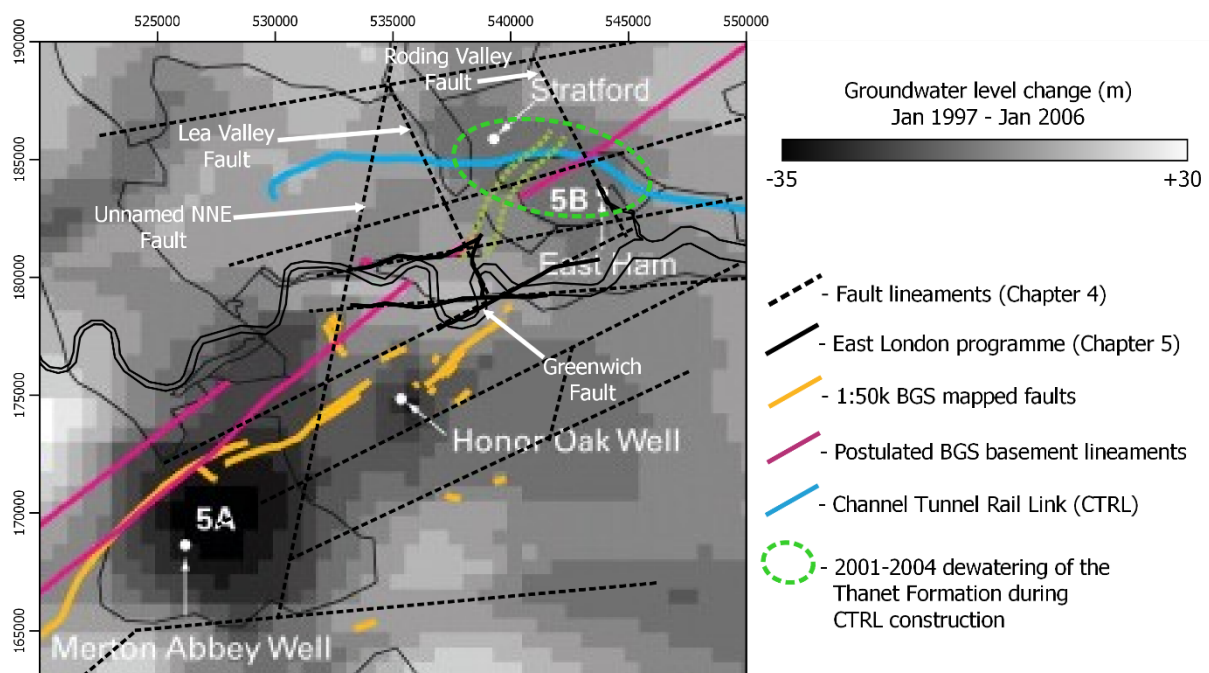 525000 530000 535000 540000 545000 550000
190000
185000
180000
175000
170000
165000
Roding Valley
Fault
Stratford
Lea Valley
Fault
Unnamed NNE
Fault
5B
East Ham
Greenwich
Fault
Honor Oak Well
5A
Merton Abbey Well
Groundwater level change (m)
Jan 1997 - Jan 2006
-35 +30
- Fault lineaments (Chapter 4)
- East London programme (Chapter 5)
- 1:50k BGS mapped faults
- Postulated BGS basement lineaments
- Channel Tunnel Rail Link (CTRL)
- 2001-2004 dewatering of the
Thanet Formation during
CTRL construction